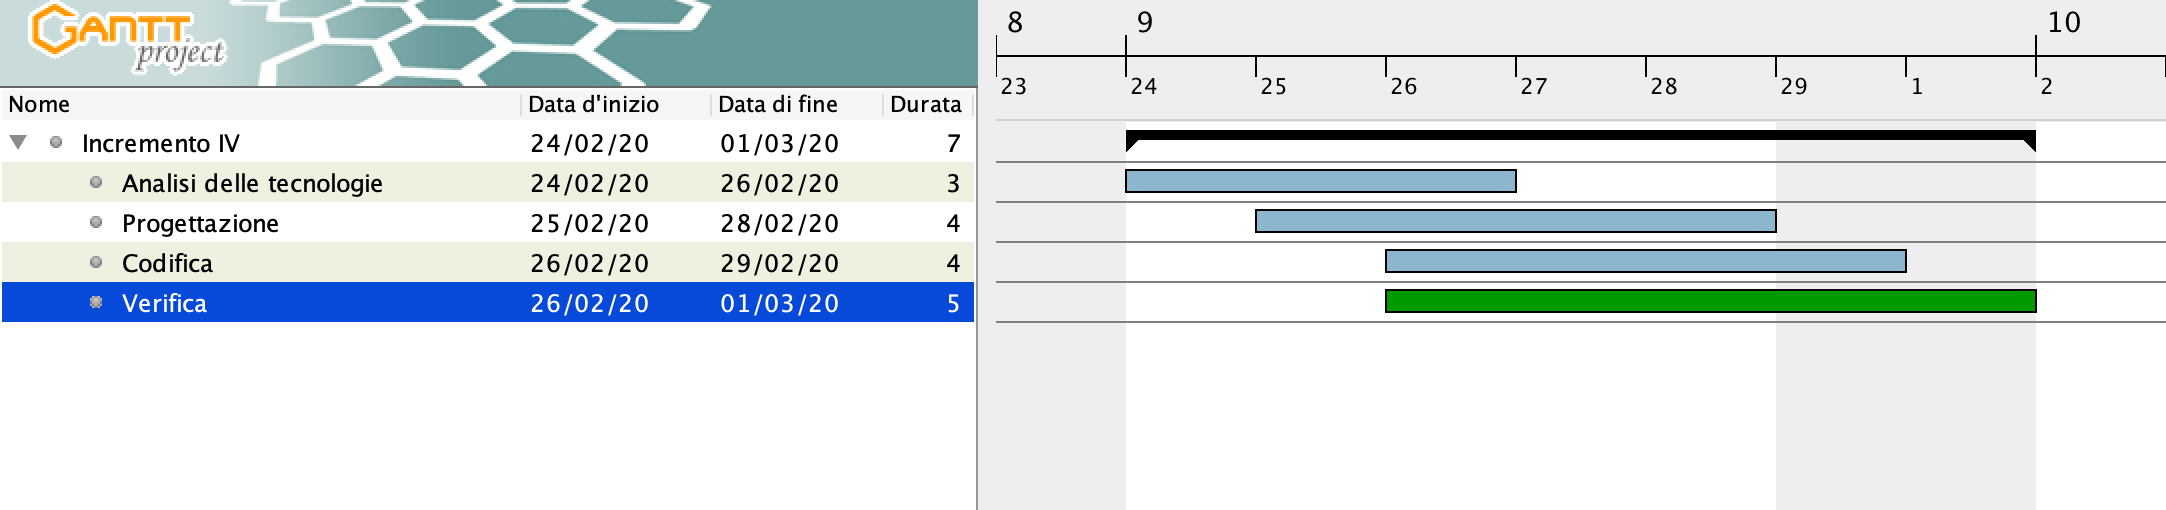 GANTT
project
8 9 10
23 24 25 26 27 28 29 1 2
Nome Data d'inizio Data di fine Durata
Incremento IV 24/02/20 01/03/20 7
Analisi delle tecnologie 24/02/20 26/02/20 3
Progettazione 25/02/20 28/02/20 4
Codifica 26/02/20 29/02/20 4
Verifica 26/02/20 01/03/20 5